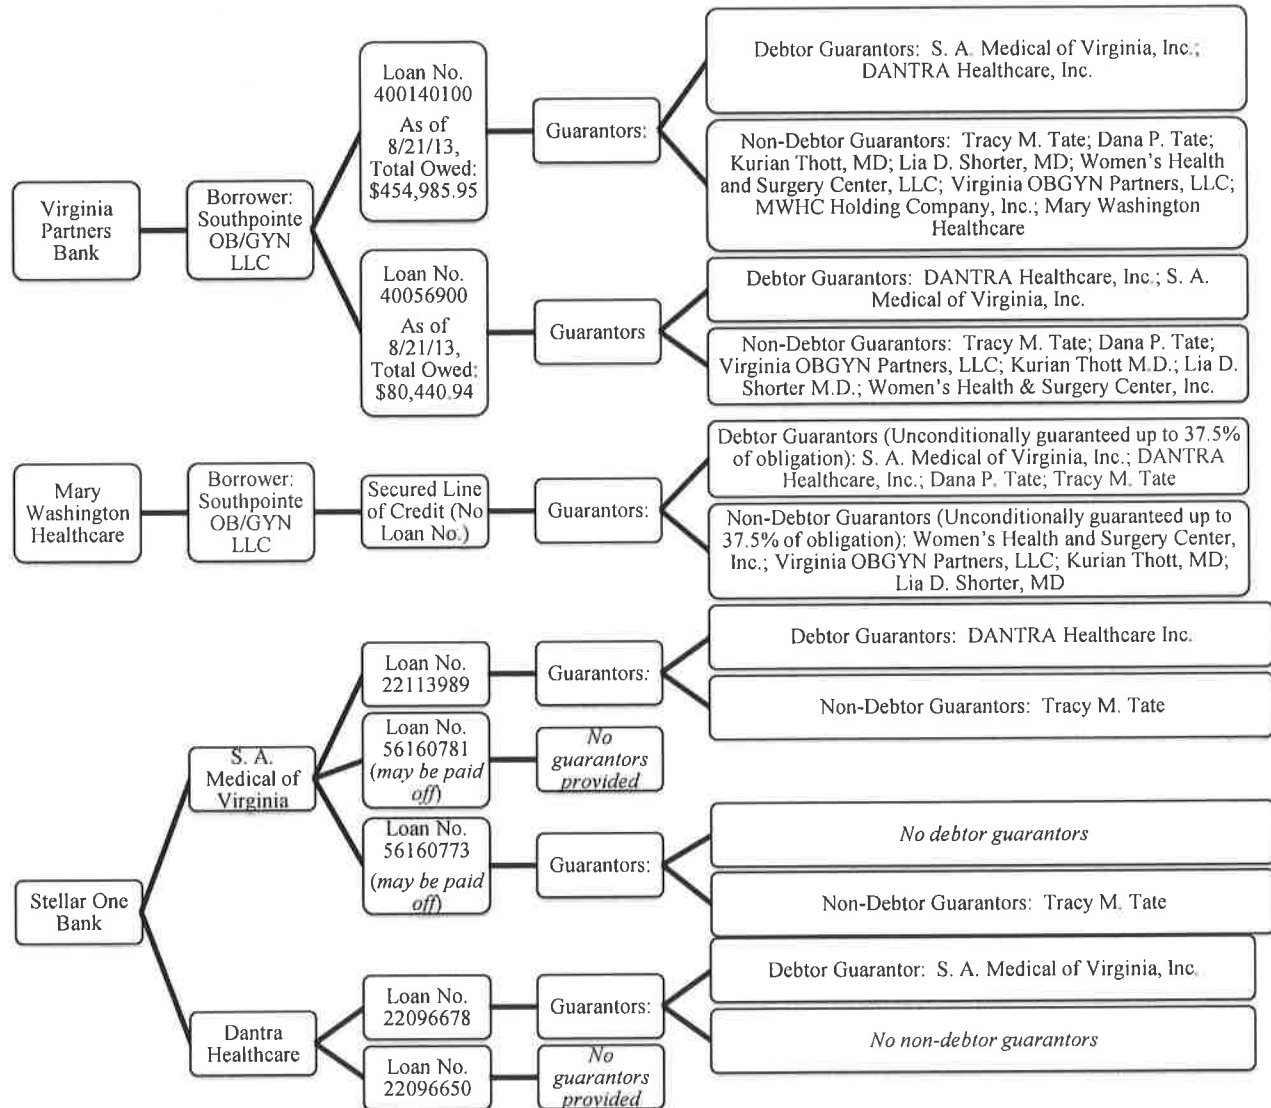 Virginia
Partners
Bank
Borrower:
Southpointe
OB/GYN
LLC
Loan No.
400140100
As of
8/21/13,
Total Owed:
$454,985.95
Guarantors:
Debtor Guarantors: S. A. Medical of Virginia, Inc.;
DANTRA Healthcare, Inc.
Non-Debtor Guarantors: Tracy M. Tate; Dana P. Tate;
Kurian Thott, MD; Lia D. Shorter, MD; Women's Health
and Surgery Center, LLC; Virginia OBGYN Partners, LLC;
MWHC Holding Company, Inc.; Mary Washington
Healthcare
Loan No.
40056900
As of
8/21/13,
Total Owed:
$80,440.94
Guarantors
Debtor Guarantors: DANTRA Healthcare, Inc.; S. A.
Medical of Virginia, Inc.
Non-Debtor Guarantors: Tracy M. Tate; Dana P. Tate;
Virginia OBGYN Partners, LLC; Kurian Thott M.D.; Lia D.
Shorter M.D.; Women's Health & Surgery Center, Inc.
Mary
Washington
Healthcare
Borrower:
Southpointe
OB/GYN
LLC
Secured Line
of Credit (No
Loan No.)
Guarantors:
Debtor Guarantors (Unconditionally guaranteed up to 37.5%
of obligation): S. A. Medical of Virginia, Inc.; DANTRA
Healthcare, Inc.; Dana P. Tate; Tracy M. Tate
Non-Debtor Guarantors (Unconditionally guaranteed up to
37.5% of obligation): Women's Health and Surgery Center,
Inc.; Virginia OBGYN Partners, LLC; Kurian Thott, MD;
Lia D. Shorter, MD
Stellar One
Bank
S. A.
Medical of
Virginia
Loan No.
22113989
Guarantors:
Debtor Guarantors: DANTRA Healthcare Inc.
Non-Debtor Guarantors: Tracy M. Tate
Loan No.
56160781
(may be paid
off)
No
guarantors
provided
Loan No.
56160773
(may be paid
off)
Guarantors:
No debtor guarantors
Non-Debtor Guarantors: Tracy M. Tate
Dantra
Healthcare
Loan No.
22096678
Guarantors:
Debtor Guarantor: S. A. Medical of Virginia, Inc.
No non-debtor guarantors
Loan No.
22096650
No
guarantors
provided